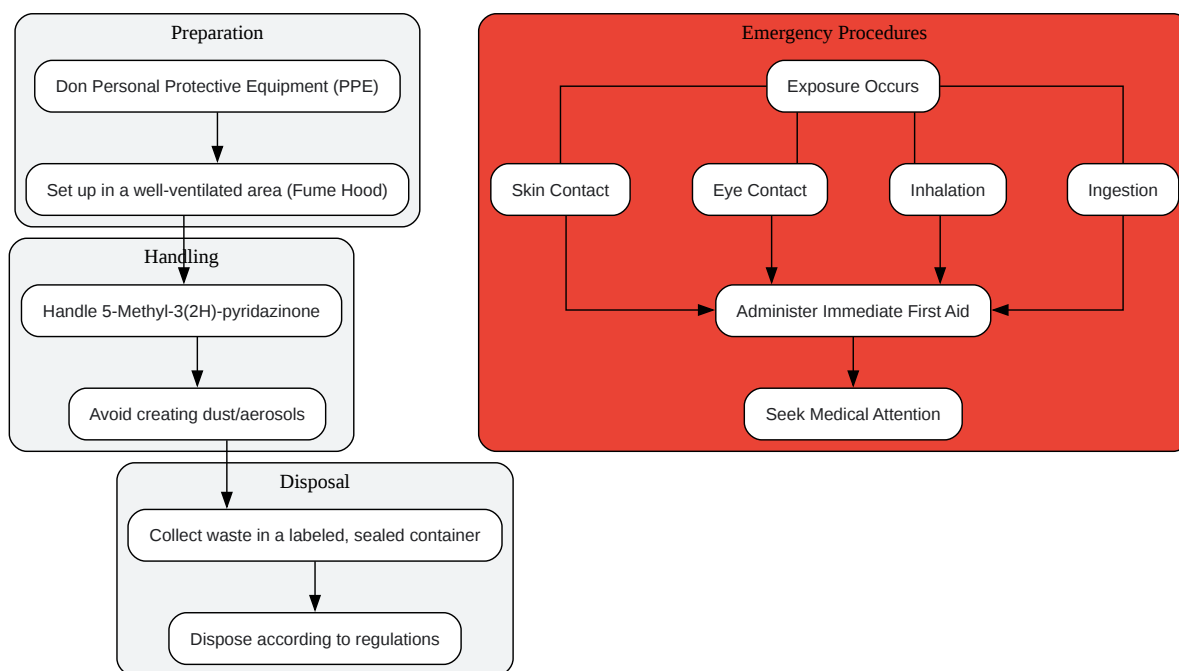 Preparation
Don Personal Protective Equipment (PPE)
Set up in a well-ventilated area (Fume Hood)
Handling
Handle 5-Methyl-3(2H)-pyridazinone
Avoid creating dust/aerosols
Disposal
Collect waste in a labeled, sealed container
Dispose according to regulations
Emergency Procedures
Exposure Occurs
Skin Contact
Eye Contact
Inhalation
Ingestion
Administer Immediate First Aid
Seek Medical Attention